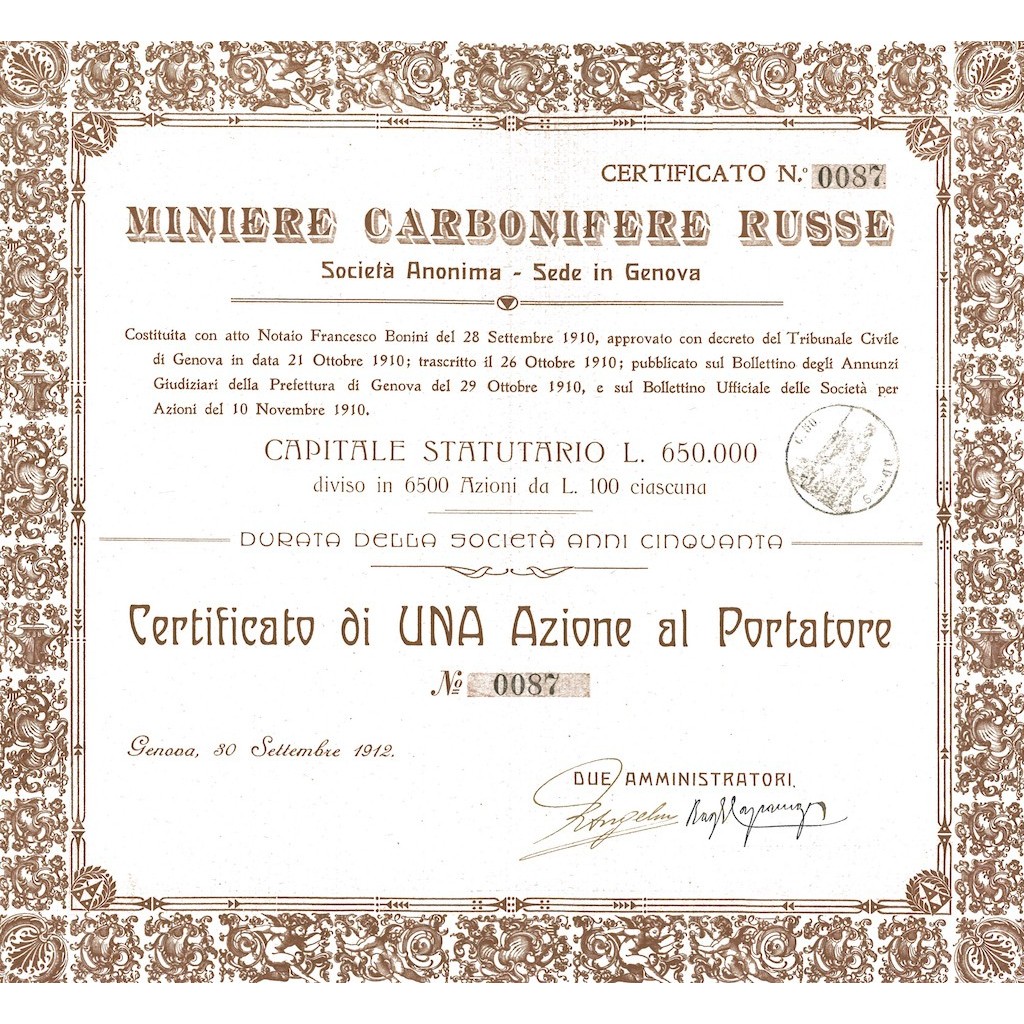 CERTIFICATO N.º 0087
MINIERE CARBONIFERE RUSSE
Società Anonima - Sede in Genova
Costituita con atto Notaio Francesco Bonini del 28 Settembre 1910, approvato con decreto del Tribunale Civile
di Genova in data 21 Ottobre 1910; trascritto il 26 Ottobre 1910; pubblicato sul Bollettino degli Annunzi
Giudiziari della Prefettura di Genova del 29 Ottobre 1910, e sul Bollettino Ufficiale delle Società per
Azioni del 10 Novembre 1910.
CAPITALE STATUTARIO L. 650.000
diviso in 6500 Azioni da L. 100 ciascuna
DURATA DELLA SOCIETÀ ANNI CINQUANTA
Certificato di UNA Azione al Portatore
Nº 0087
Genova, 30 Settembre 1912.
DUE AMMINISTRATORI,